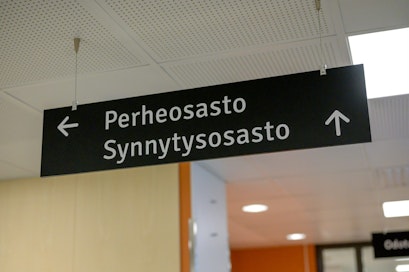 ← Perheosasto
Synnytysosasto ↑